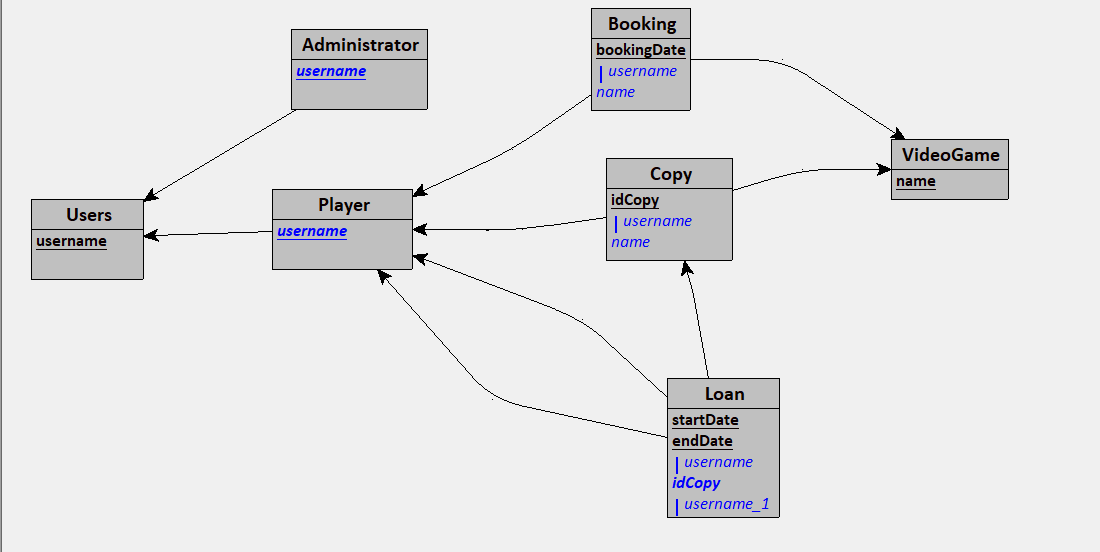 Booking
bookingDate
username
name
Administrator
username
VideoGame
name
Copy
idCopy
username
name
Player
username
Users
username
Loan
startDate
endDate
username
idCopy
username_1